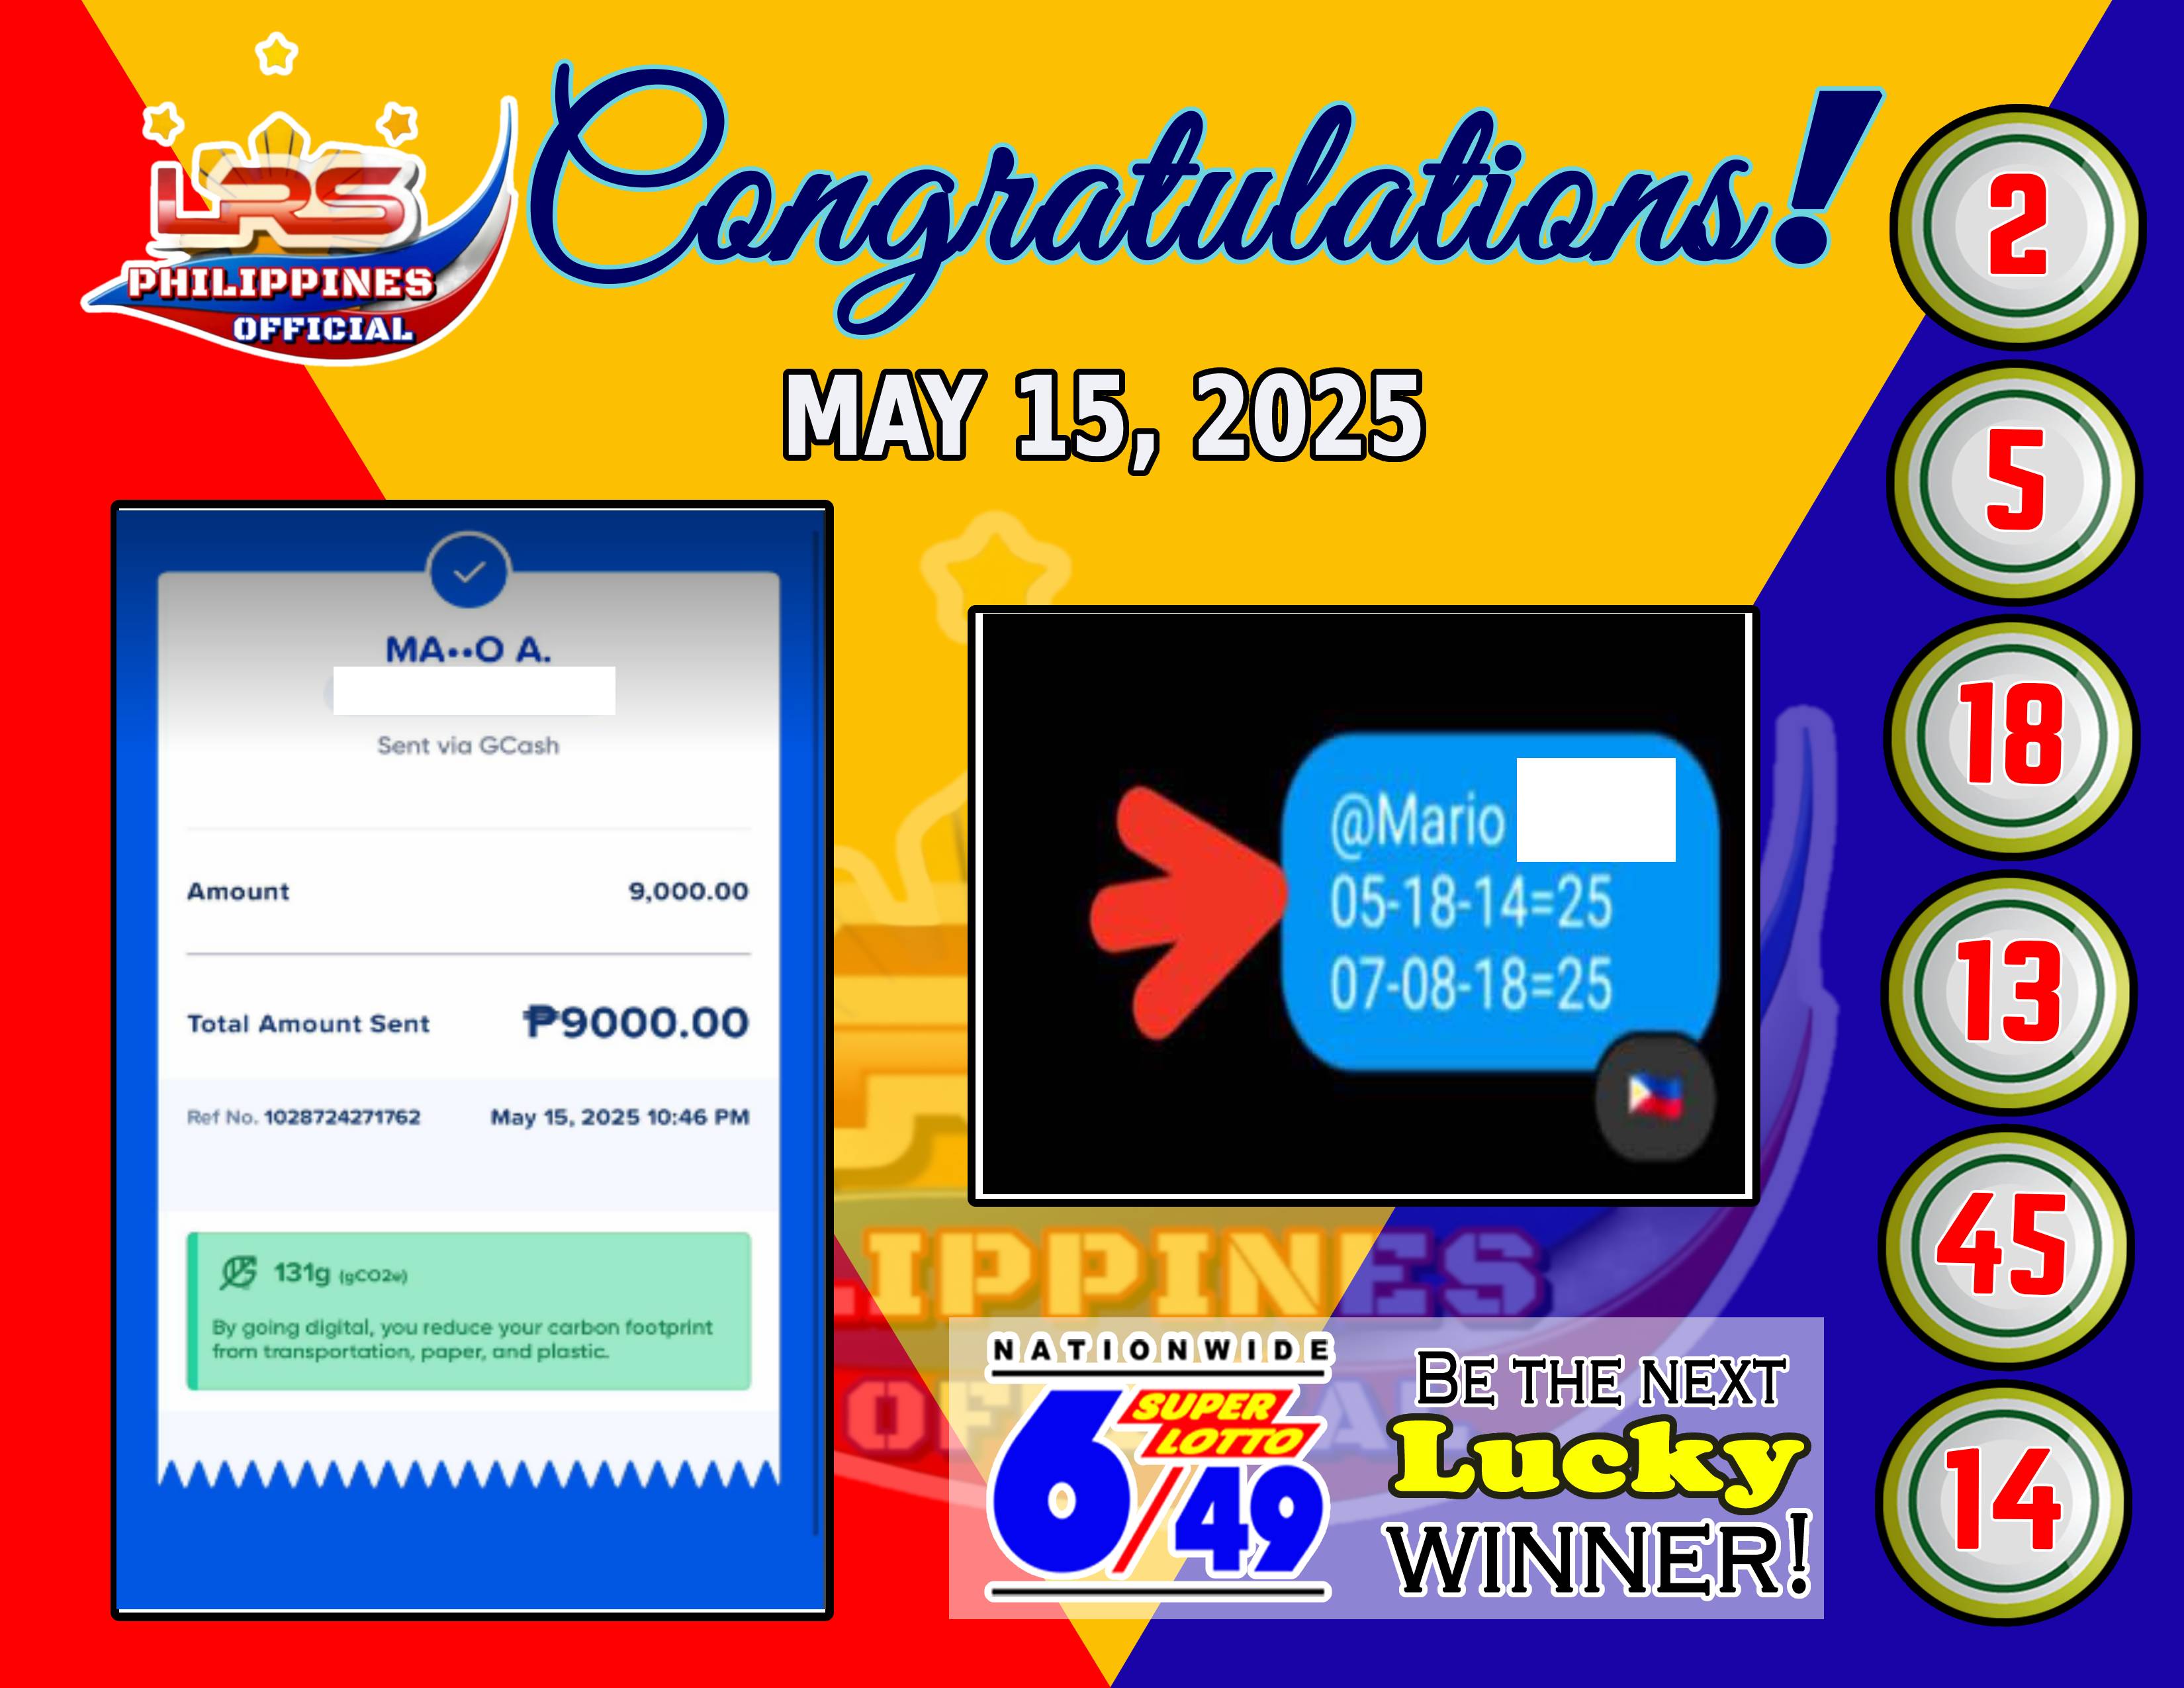 LRS
PHILIPPINES
OFFICIAL
Congratulations!
MAY 15, 2025
MA••O A.
Sent via GCash
Amount 9,000.00
Total Amount Sent ₱9000.00
Ref No. 1028724271762 May 15, 2025 10:46 PM
131g (gCO2e)
By going digital, you reduce your carbon footprint
from transportation, paper, and plastic.
@Mario
05-18-14=25
07-08-18=25
IPPINES
NATIONWIDE
SUPER
LOTTO
6/49
BE THE NEXT
Lucky
WINNER!
2
5
18
13
45
14